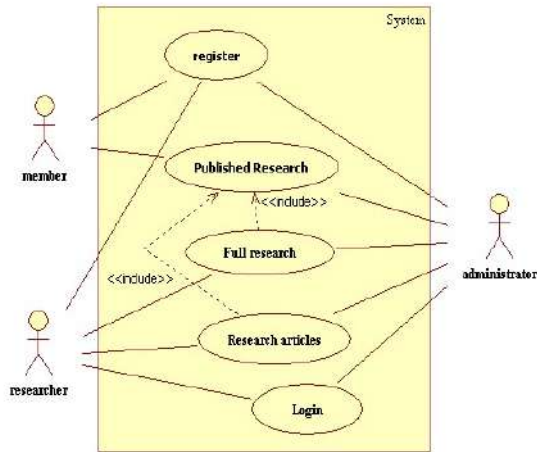 System
register
member
Published Research
<<include>>
Full research
administrator
<<include>>
Research articles
researcher
Login